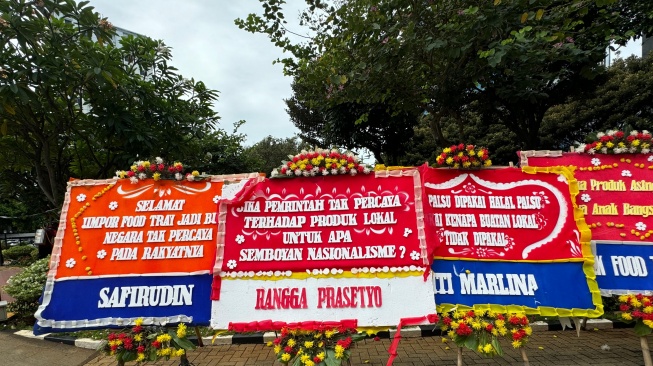 SELAMAT
IMPOR FOOD TRAY JADI BU
NEGARA TAK PERCAYA
PADA RAKYATNYA
SAFIRUDIN
JIKA PEMERINTAH TAK PERCAYA
TERHADAP PRODUK LOKAL
UNTUK APA
SEMBOYAN NASIONALISME ?
RANGGA PRASETYO
PALSU DIPAKAI HALAL PALSU
KENAPA BUATAN LOKAL
TIDAK DIPAKAI
TI MARLINA
a Produk Asin
Anak Bangs
FOOD T